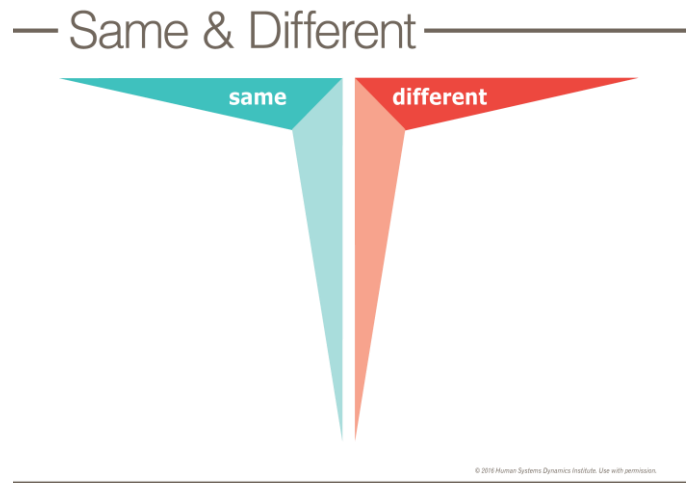 Same & Different
same
different
© 2016 Human Systems Dynamics Institute. Use with permission.